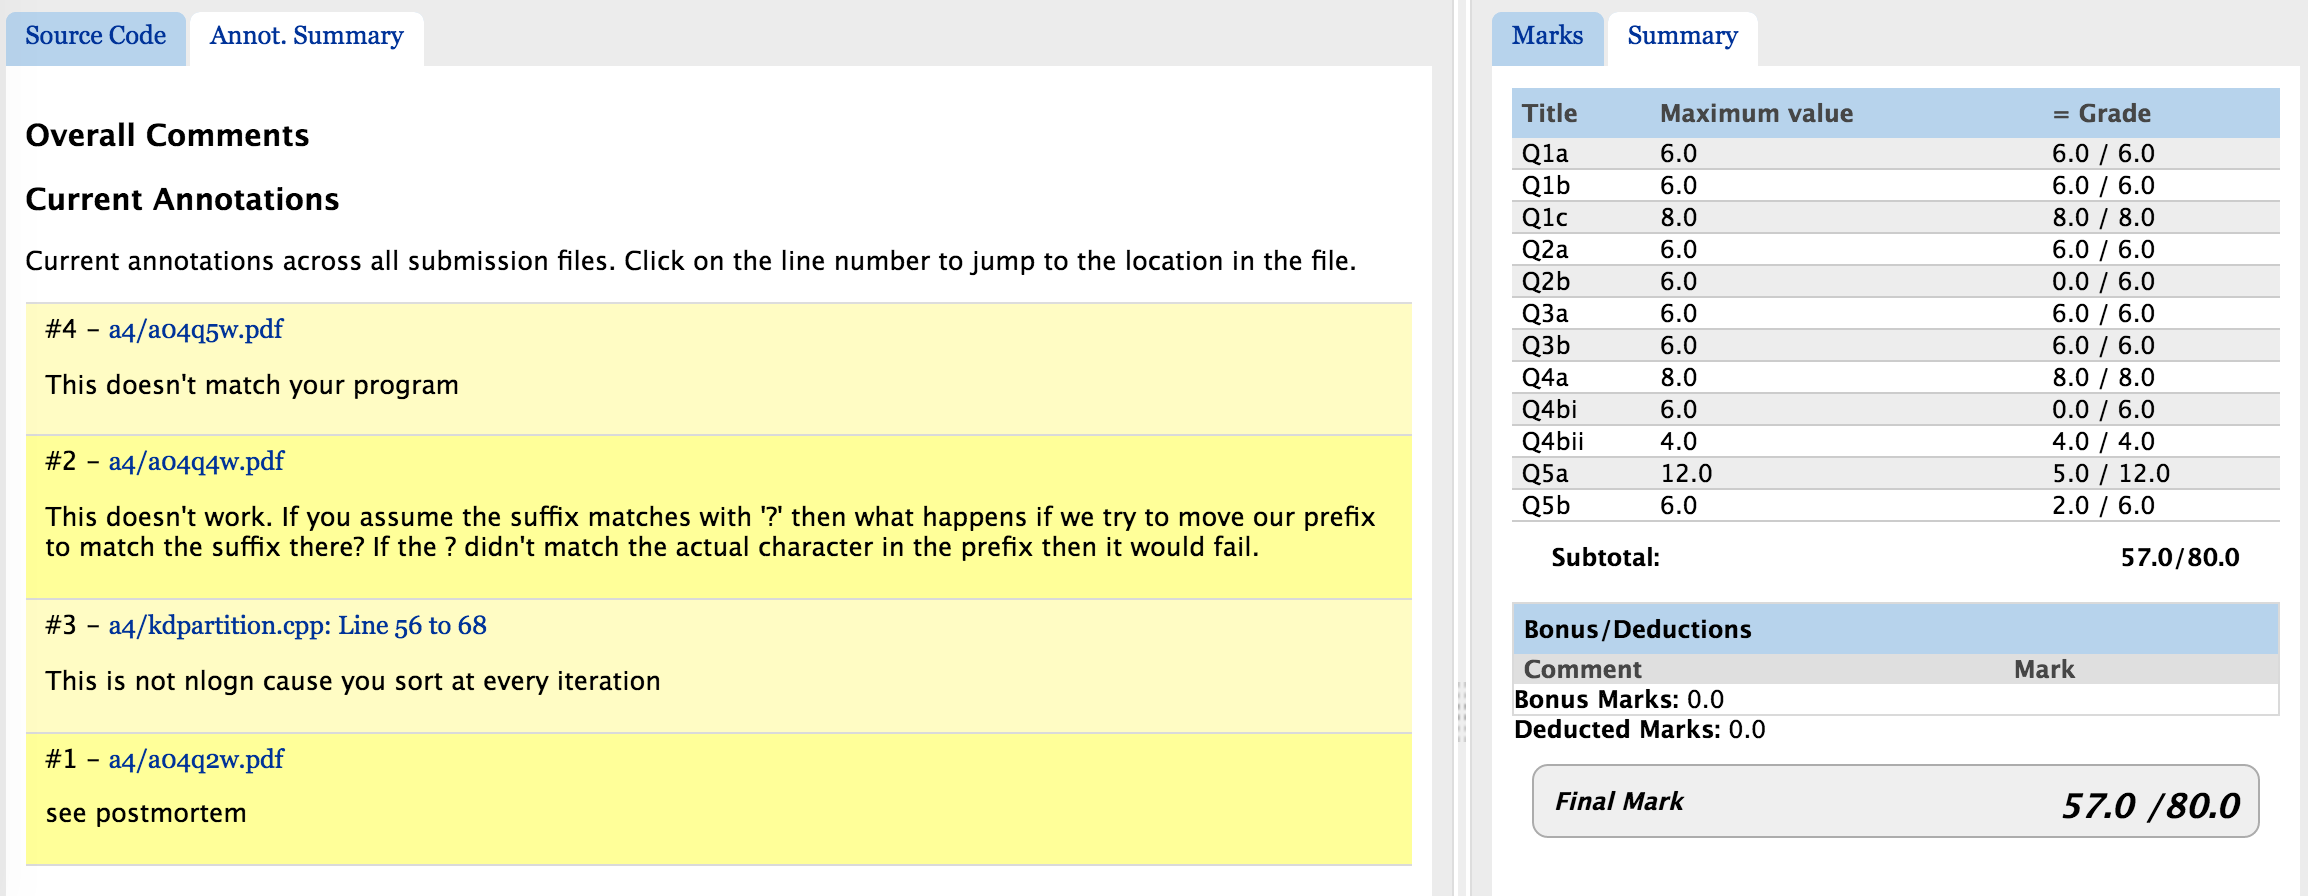 Source Code
Annot. Summary
Overall Comments
Current Annotations
Current annotations across all submission files. Click on the line number to jump to the location in the file.
#4 – a4/a04q5w.pdf
This doesn't match your program
#2 – a4/a04q4w.pdf
This doesn't work. If you assume the suffix matches with '?' then what happens if we try to move our prefix
to match the suffix there? If the ? didn't match the actual character in the prefix then it would fail.
#3 – a4/kdpartition.cpp: Line 56 to 68
This is not nlogn cause you sort at every iteration
#1 – a4/a04q2w.pdf
see postmortem
Marks
Summary
Title Maximum value = Grade
Q1a 6.0 6.0 / 6.0
Q1b 6.0 6.0 / 6.0
Q1c 8.0 8.0 / 8.0
Q2a 6.0 6.0 / 6.0
Q2b 6.0 0.0 / 6.0
Q3a 6.0 6.0 / 6.0
Q3b 6.0 6.0 / 6.0
Q4a 8.0 8.0 / 8.0
Q4bi 6.0 0.0 / 6.0
Q4bii 4.0 4.0 / 4.0
Q5a 12.0 5.0 / 12.0
Q5b 6.0 2.0 / 6.0
Subtotal: 57.0/80.0
Bonus/Deductions
Comment Mark
Bonus Marks: 0.0
Deducted Marks: 0.0
Final Mark 57.0 /80.0